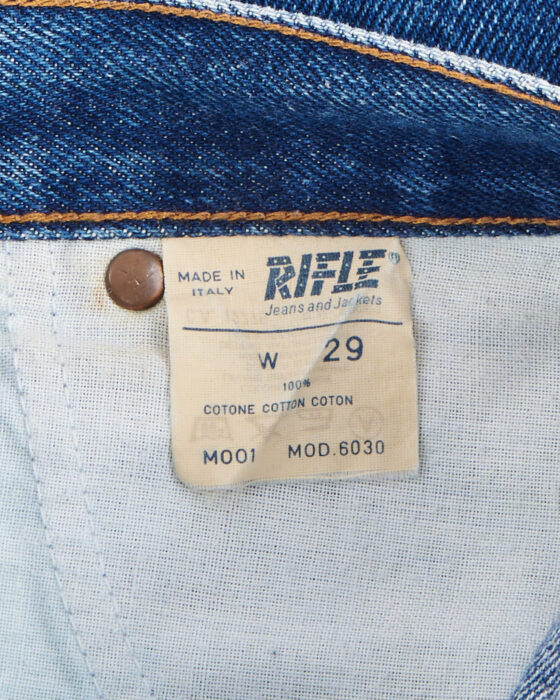 MADE IN
ITALY
RIFLE®
Jeans and Jackets
W 29
100%
COTONE COTTON COTON
M001 MOD.6030